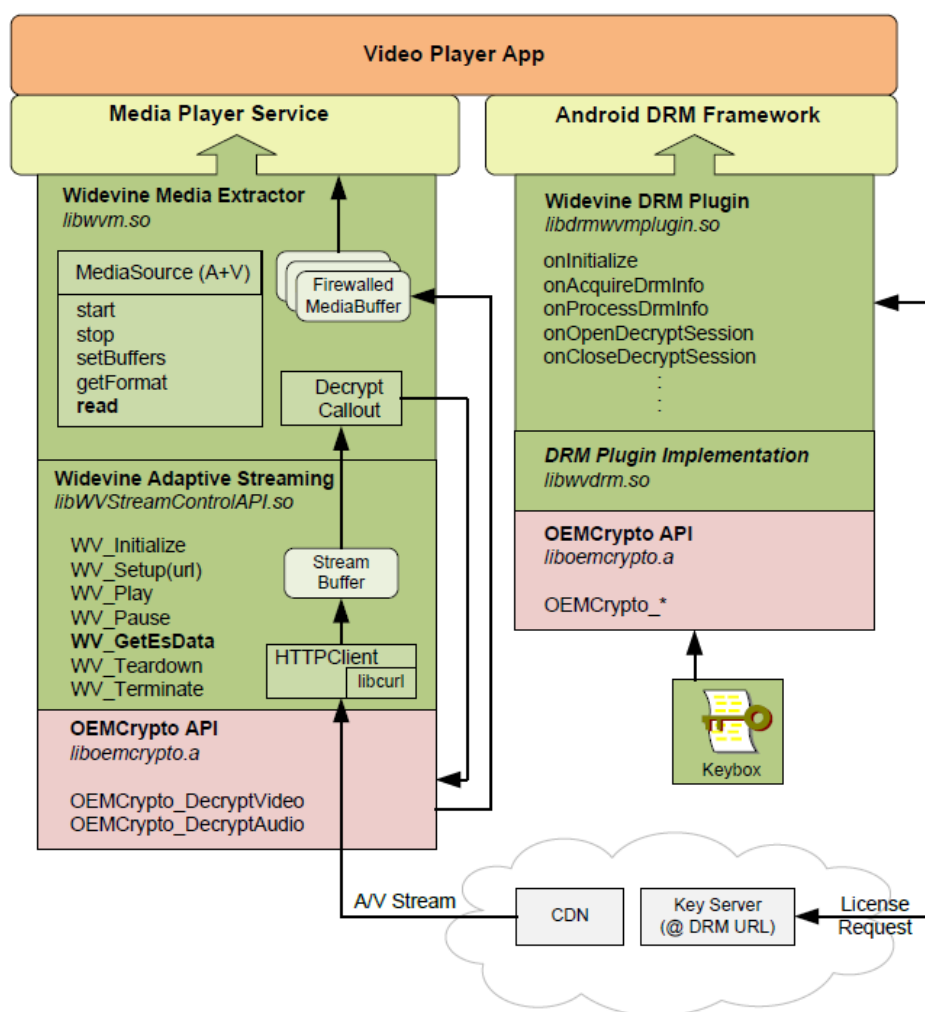 Video Player App
Media Player Service
Widevine Media Extractor
libwvm.so
MediaSource (A+V)
start
stop
setBuffers
getFormat
read
Firewalled
MediaBuffer
Decrypt
Callout
Widevine Adaptive Streaming
libWVStreamControlAPI.so
WV_Initialize
WV_Setup(url)
WV_Play
WV_Pause
WV_GetEsData
WV_Teardown
WV_Terminate
Stream
Buffer
HTTPClient
libcurl
OEMCrypto API
liboemcrypto.a
OEMCrypto_DecryptVideo
OEMCrypto_DecryptAudio
Android DRM Framework
Widevine DRM Plugin
libdrmwvmplugin.so
onInitialize
onAcquireDrmInfo
onProcessDrmInfo
onOpenDecryptSession
onCloseDecryptSession
DRM Plugin Implementation
libwvdrm.so
OEMCrypto API
liboemcrypto.a
OEMCrypto_*
Keybox
A/V Stream
CDN
Key Server
(@ DRM URL)
License
Request